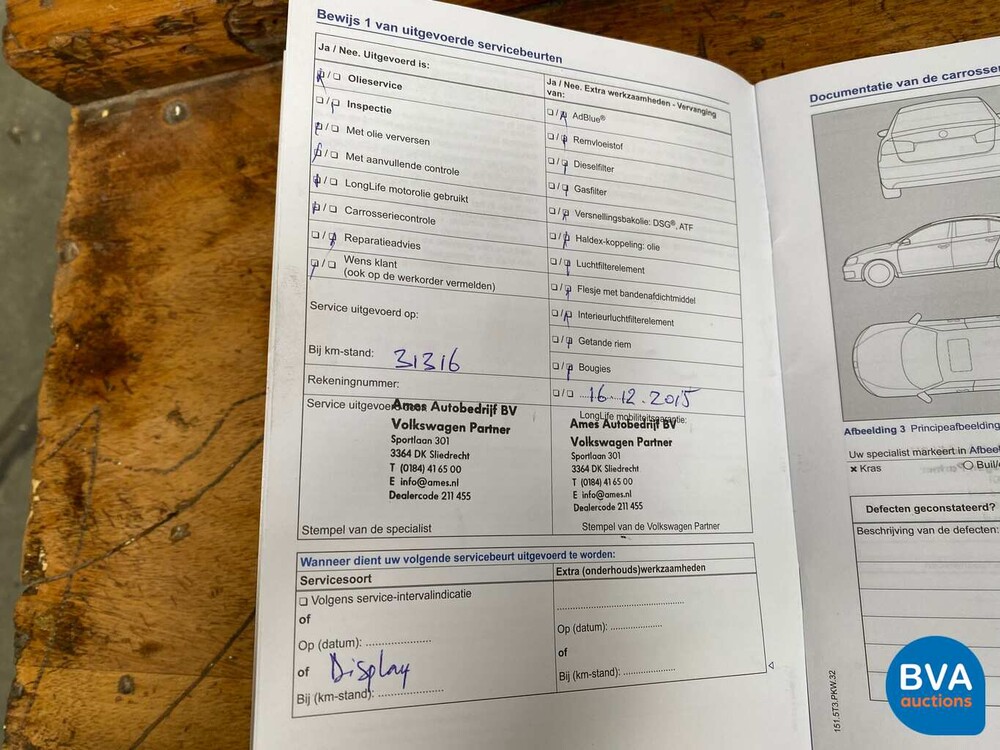 Bewijs 1 van uitgevoerde servicebeurten
Ja / Nee. Uitgevoerd is:
Olieservice
Inspectie
Met olie verversen
Met aanvullende controle
LongLife motorolie gebruikt
Carrosseriecontrole
Reparatieadvies
Wens klant
(ook op de werkorder vermelden)
Service uitgevoerd op:
Bij km-stand: 31316
Rekeningnummer:
Service uitgevoerd
Ames Autobedrijf BV
Volkswagen Partner
Sportlaan 301
3364 DK Sliedrecht
T (0184) 41 65 00
E info@ames.nl
Dealercode 211 455
Stempel van de specialist
Ja / Nee. Extra werkzaamheden - Vervanging
van:
AdBlue®
Remvloeistof
Dieselfilter
Gasfilter
Versnellingsbakolie: DSG®, ATF
Haldex-koppeling: olie
Luchtfilterelement
Flesje met bandenafdichtmiddel
Interieurluchtfilterelement
Getande riem
Bougies
16.12.2015
LongLife mobiliteitsgarantie:
Ames Autobedrijf BV
Volkswagen Partner
Sportlaan 301
3364 DK Sliedrecht
T (0184) 41 65 00
E info@ames.nl
Dealercode 211 455
Stempel van de Volkswagen Partner
Wanneer dient uw volgende servicebeurt uitgevoerd te worden:
Servicesoort
Volgens service-intervalindicatie
of
Op (datum): ....................
of Display
Bij (km-stand): ....................
Extra (onderhouds)werkzaamheden
........................................
Op (datum): ................
of
Bij (km-stand): ................
151.5T3.PKW.32
Documentatie van de carrosser
Afbeelding 3 Principeafbeelding
Uw specialist markeert in Afbeel
× Kras
Buil/
Defecten geconstateerd?
Beschrijving van de defecten:
BVA
auctions